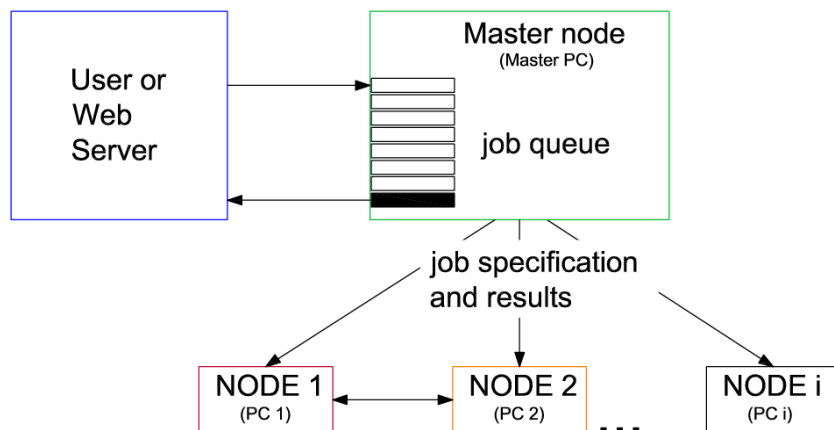 User or
Web
Server
Master node
(Master PC)
job queue
job specification
and results
NODE 1
(PC 1)
NODE 2
(PC 2)
...
NODE i
(PC i)